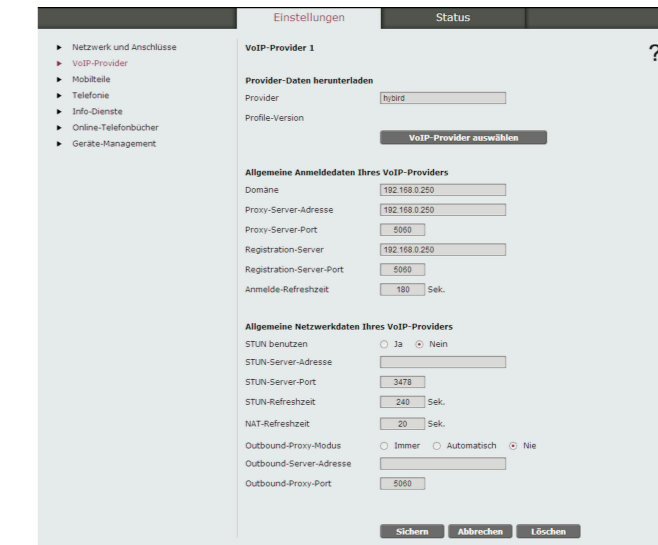 Einstellungen
Status
?
Netzwerk und Anschlüsse
VoIP-Provider
Mobilteile
Telefonie
Info-Dienste
Online-Telefonbücher
Geräte-Management
VoIP-Provider 1
Provider-Daten herunterladen
Provider hybird
Profile-Version
VoIP-Provider auswählen
Allgemeine Anmeldedaten Ihres VoIP-Providers
Domäne 192.168.0.250
Proxy-Server-Adresse 192.168.0.250
Proxy-Server-Port 5060
Registration-Server 192.168.0.250
Registration-Server-Port 5060
Anmelde-Refreshzeit 180 Sek.
Allgemeine Netzwerkdaten Ihres VoIP-Providers
STUN benutzen Ja Nein
STUN-Server-Adresse
STUN-Server-Port 3478
STUN-Refreshzeit 240 Sek.
NAT-Refreshzeit 20 Sek.
Outbound-Proxy-Modus Immer Automatisch Nie
Outbound-Server-Adresse
Outbound-Proxy-Port 5060
Sichern Abbrechen Löschen